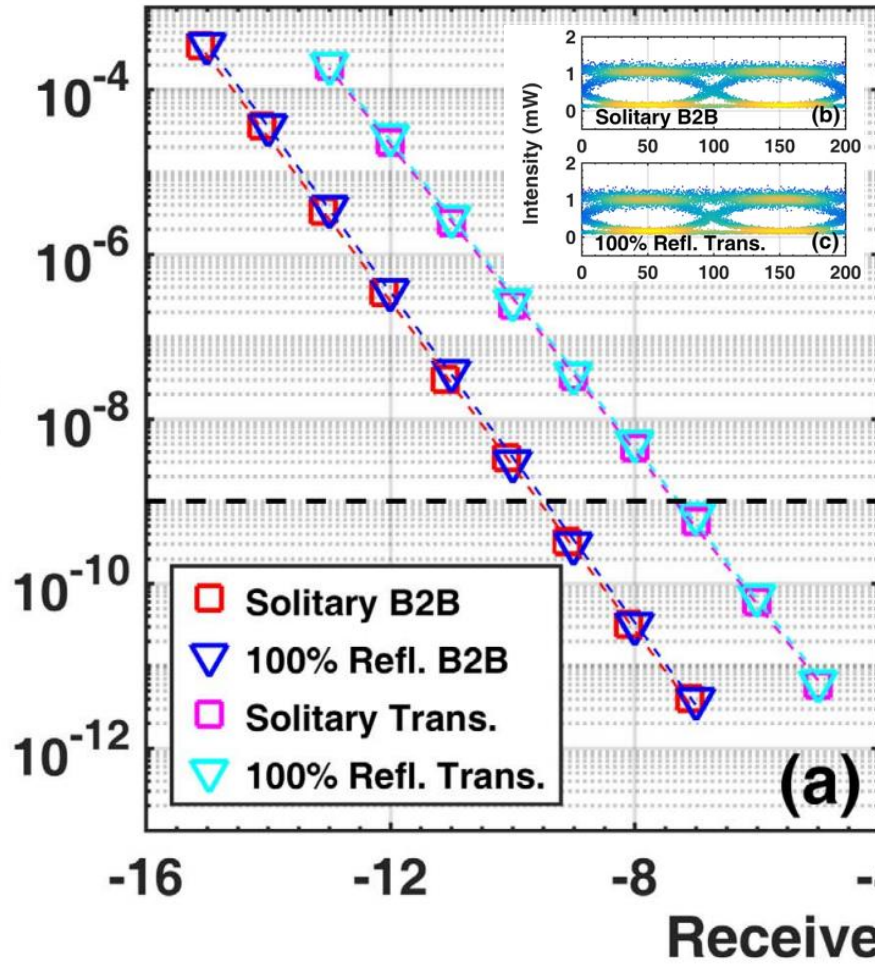 10-4
10-6
10-8
10-10
10-12
Intensity (mW)
2
1
0
Solitary B2B
(b)
0 50 100 150 200
2
1
0
100% Refl. Trans.
(c)
0 50 100 150 200
Solitary B2B
100% Refl. B2B
Solitary Trans.
100% Refl. Trans.
(a)
-16 -12 -8
Receive